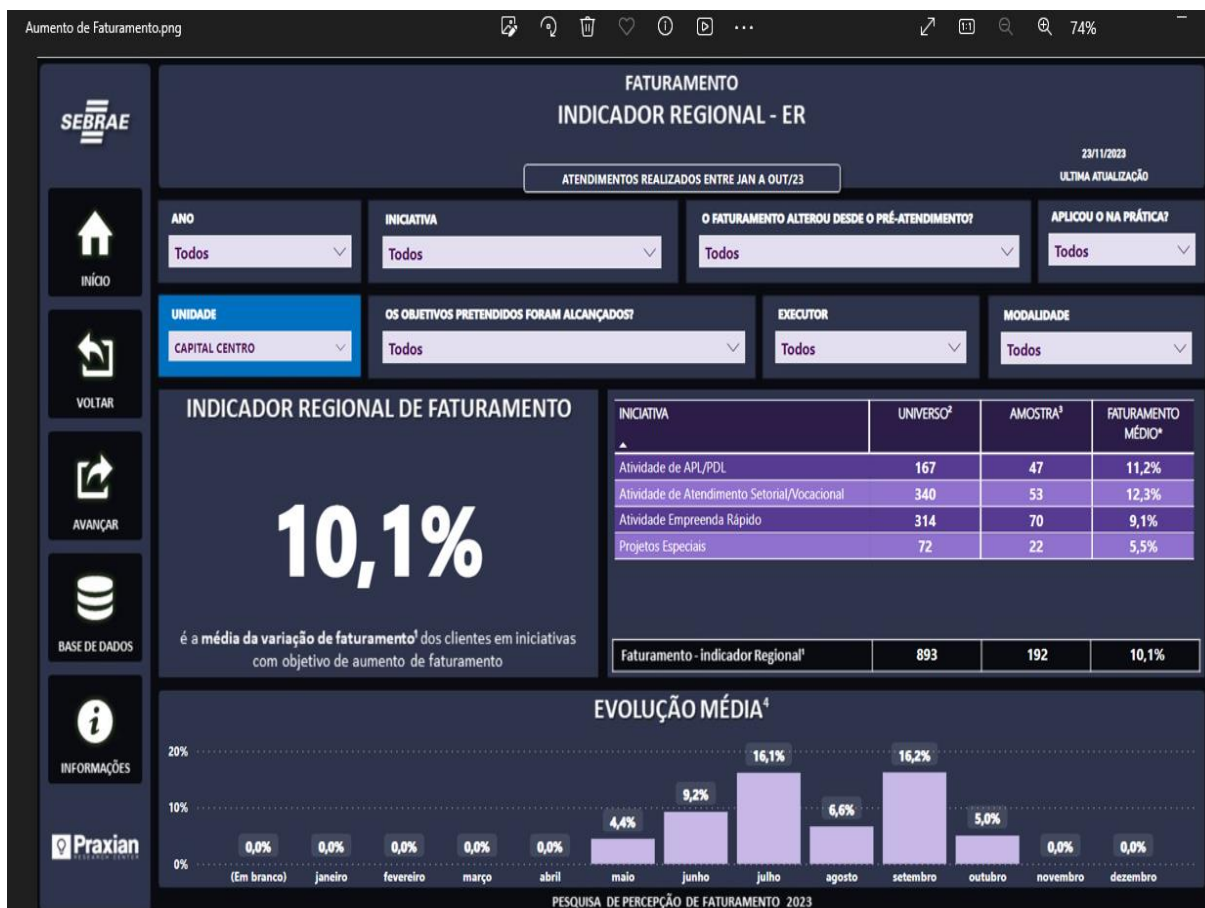 Aumento de Faturamento.png
74%
SEBRAE
FATURAMENTO
INDICADOR REGIONAL - ER
ATENDIMENTOS REALIZADOS ENTRE JAN A OUT/23
23/11/2023
ULTIMA ATUALIZAÇÃO
INÍCIO
VOLTAR
AVANÇAR
BASE DE DADOS
INFORMAÇÕES
Praxian
RESEARCH CENTER
ANO
Todos
INICIATIVA
Todos
O FATURAMENTO ALTEROU DESDE O PRÉ-ATENDIMENTO?
Todos
APLICOU O NA PRÁTICA?
Todos
UNIDADE
CAPITAL CENTRO
OS OBJETIVOS PRETENDIDOS FORAM ALCANÇADOS?
Todos
EXECUTOR
Todos
MODALIDADE
Todos
INDICADOR REGIONAL DE FATURAMENTO
10,1%
é a média da variação de faturamento¹ dos clientes em iniciativas
com objetivo de aumento de faturamento
INICIATIVA UNIVERSO² AMOSTRA³ FATURAMENTO
MÉDIO*
Atividade de APL/PDL 167 47 11,2%
Atividade de Atendimento Setorial/Vocacional 340 53 12,3%
Atividade Empreenda Rápido 314 70 9,1%
Projetos Especiais 72 22 5,5%
Faturamento - indicador Regional¹ 893 192 10,1%
EVOLUÇÃO MÉDIA⁴
20%
10%
0%
0,0% 0,0% 0,0% 0,0% 0,0% 4,4% 9,2% 16,1% 6,6% 16,2% 5,0% 0,0% 0,0%
(Em branco) janeiro fevereiro março abril maio junho julho agosto setembro outubro novembro dezembro
PESQUISA DE PERCEPÇÃO DE FATURAMENTO 2023